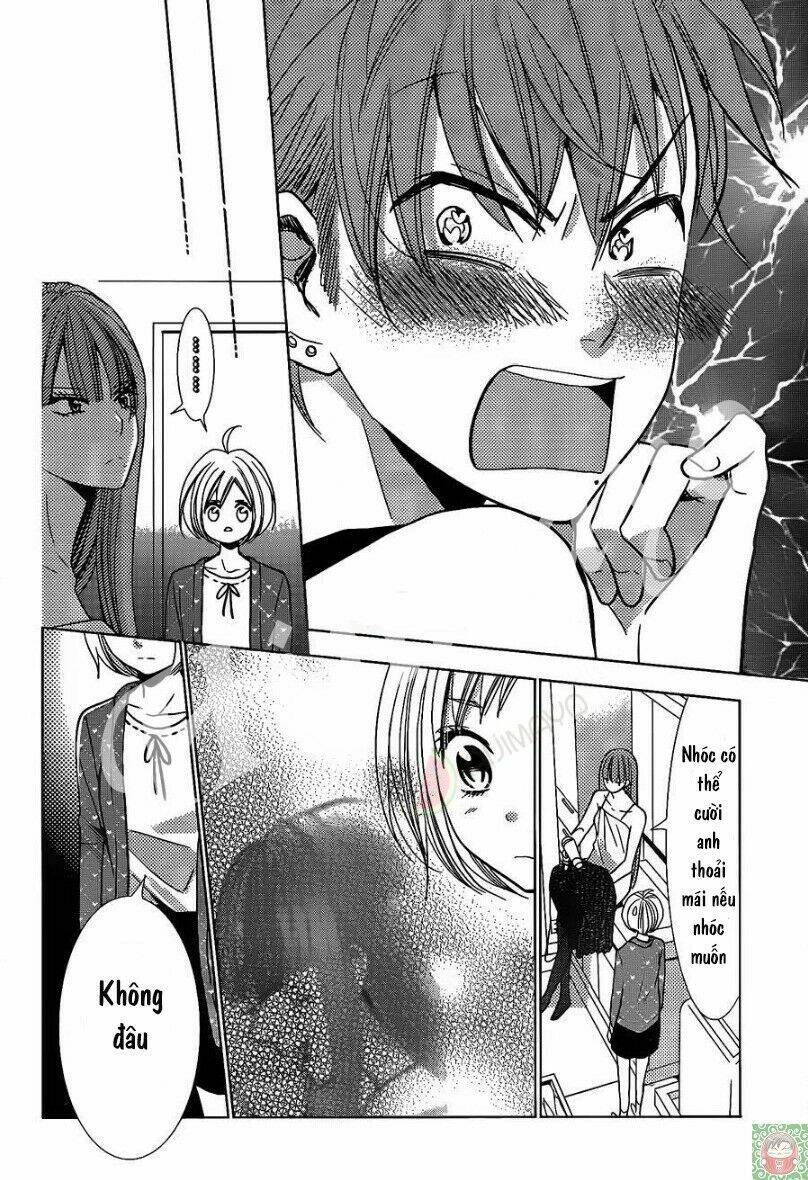 Nhóc có
thể
cười
anh
thoải
mái nếu
nhóc
muốn
Không
đâu